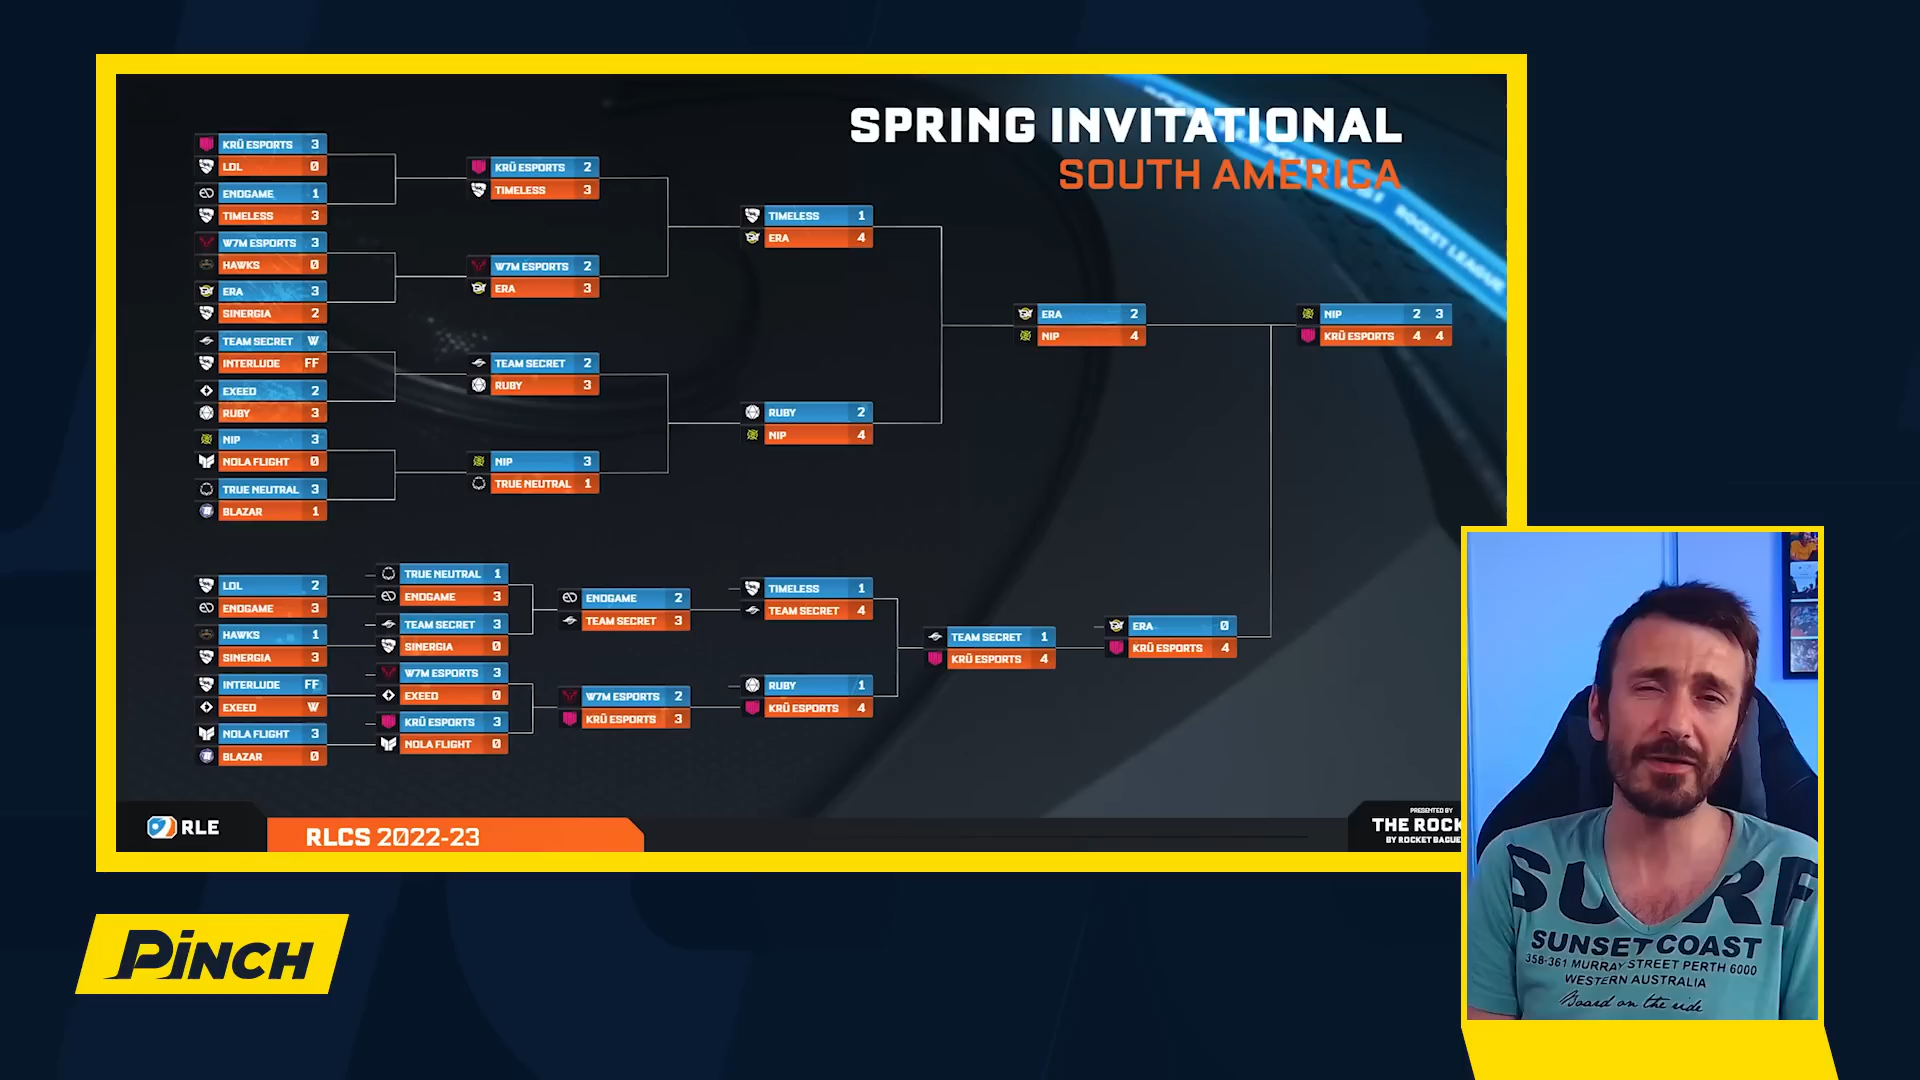 SPRING INVITATIONAL
SOUTH AMERICA
KRÜ ESPORTS 3
LOL 0
ENDGAME 1
TIMELESS 3
W7M ESPORTS 3
HAWKS 0
ERA 3
SINERGIA 2
TEAM SECRET W
INTERLUDE FF
EXEED 2
RUBY 3
NIP 3
NOLA FLIGHT 0
TRUE NEUTRAL 3
BLAZAR 1
KRÜ ESPORTS 2
TIMELESS 3
W7M ESPORTS 2
ERA 3
TEAM SECRET 2
RUBY 3
NIP 3
TRUE NEUTRAL 1
TIMELESS 1
ERA 4
RUBY 2
NIP 4
ERA 2
NIP 4
NIP 2 3
KRÜ ESPORTS 4 4
LOL 2
ENDGAME 3
HAWKS 1
SINERGIA 3
INTERLUDE FF
EXEED W
NOLA FLIGHT 3
BLAZAR 0
TRUE NEUTRAL 1
ENDGAME 3
TEAM SECRET 3
SINERGIA 0
W7M ESPORTS 3
EXEED 0
KRÜ ESPORTS 3
NOLA FLIGHT 0
ENDGAME 2
TEAM SECRET 3
W7M ESPORTS 2
KRÜ ESPORTS 3
TIMELESS 1
TEAM SECRET 4
RUBY 1
KRÜ ESPORTS 4
TEAM SECRET 1
KRÜ ESPORTS 4
ERA 0
KRÜ ESPORTS 4
ROCKET LEAGUE
RLE
RLCS 2022-23
PRESENTED BY
THE ROCK
BY ROCKET BAGUE
PINCH
SURF
SUNSET COAST
358-361 MURRAY STREET PERTH 6000
WESTERN AUSTRALIA
Board on the ride